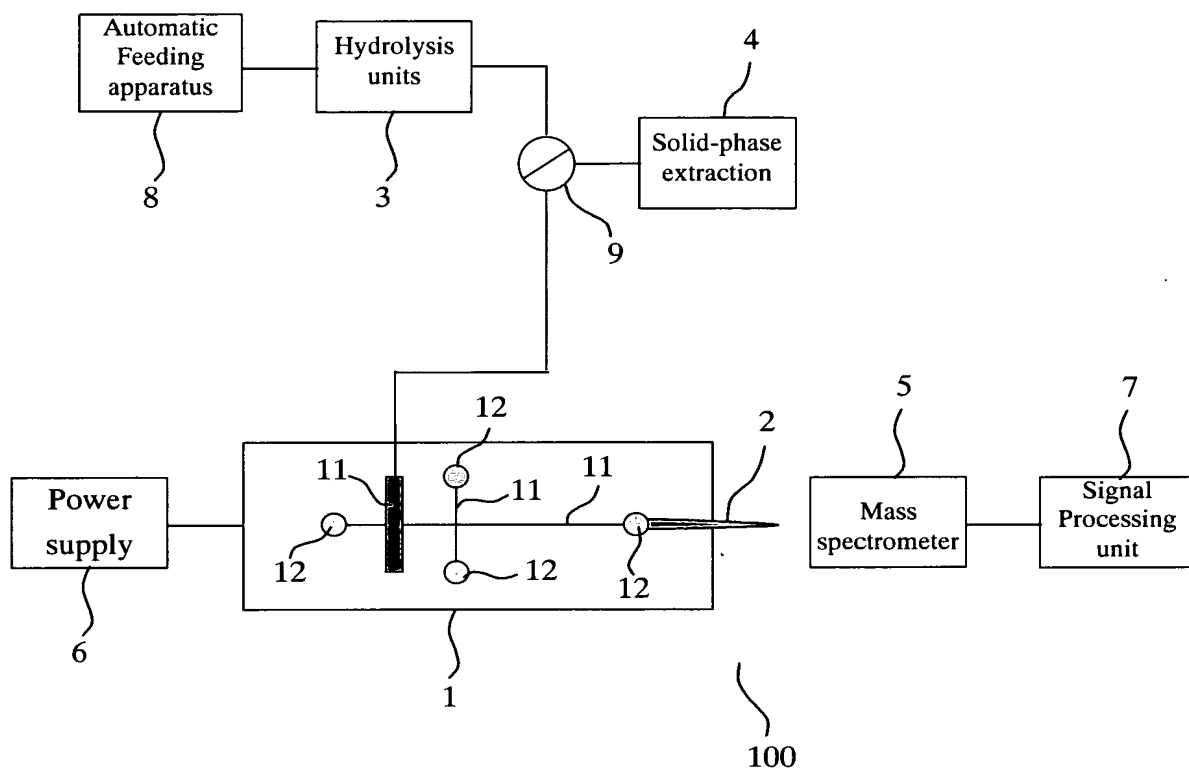 Automatic
Feeding
apparatus
8
Hydrolysis
units
3
9
4
Solid-phase
extraction
Power
supply
6
11
12
12
11
12
11
12
2
1
5
Mass
spectrometer
7
Signal
Processing
unit
100